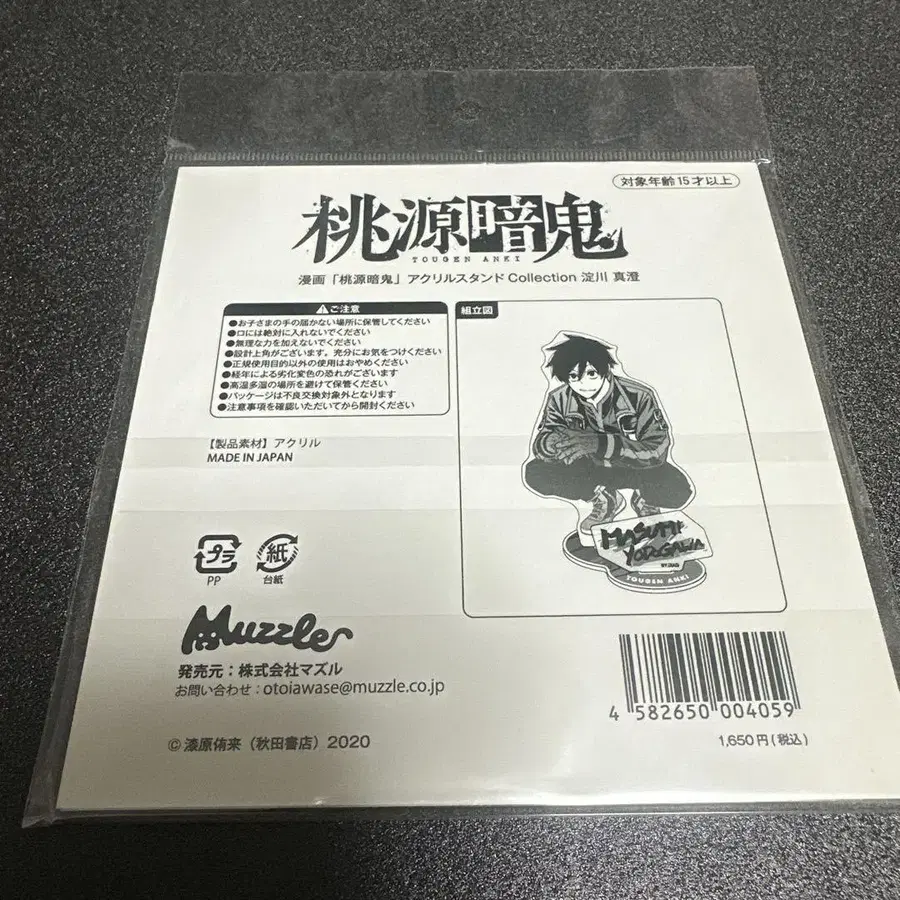 対象年齢15才以上
桃源暗鬼
TOUGEN ANKI
漫画「桃源暗鬼」アクリルスタンド Collection 淀川 真澄
ご注意
●お子さまの手の届かない場所に保管してください
●口には絶対に入れないでください
●無理な力を加えないでください
●設計上角がございます。充分にお気をつけください
●正規使用目的以外の使用はおやめください
●経年による劣化変色の恐れがございます
●高温多湿の場所を避けて保管ください
●パッケージは不良交換対象外となります
●注意事項を確認いただいてから開封ください
組立図
MASUMI
YODOGAWA
TOUGEN ANKI
【製品素材】アクリル
MADE IN JAPAN
プラ
PP
紙
台紙
Muzzle
発売元：株式会社マズル
お問い合わせ：otoiawase@muzzle.co.jp
©漆原侑来（秋田書店）2020
4 582650 004059
1,650円(税込)